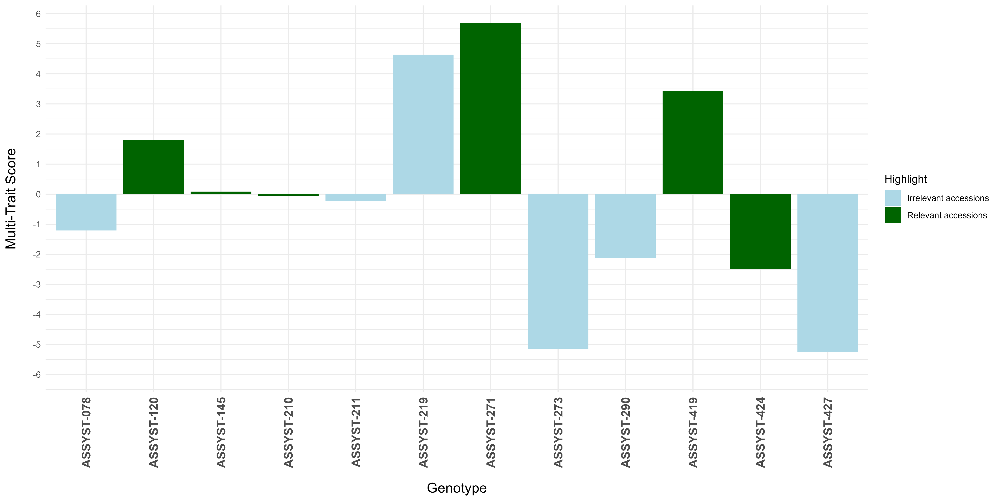 Multi-Trait Score
6
5
4
3
2
1
0
-1
-2
-3
-4
-5
-6
ASSYST-078
ASSYST-120
ASSYST-145
ASSYST-210
ASSYST-211
ASSYST-219
ASSYST-271
ASSYST-273
ASSYST-290
ASSYST-419
ASSYST-424
ASSYST-427
Genotype
Highlight
Irrelevant accessions
Relevant accessions